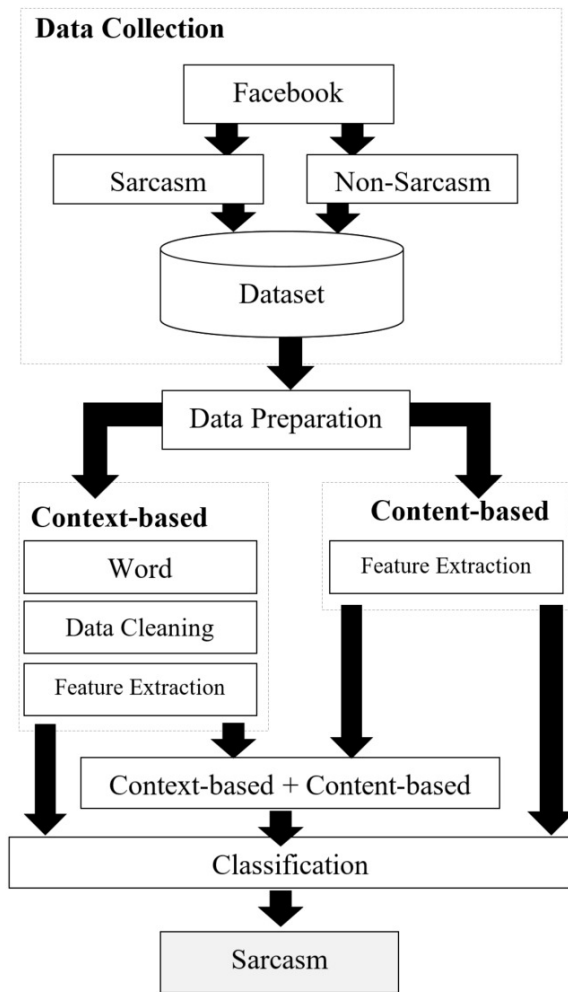 Data Collection
Facebook
Sarcasm
Non-Sarcasm
Dataset
Data Preparation
Context-based
Word
Data Cleaning
Feature Extraction
Content-based
Feature Extraction
Context-based + Content-based
Classification
Sarcasm